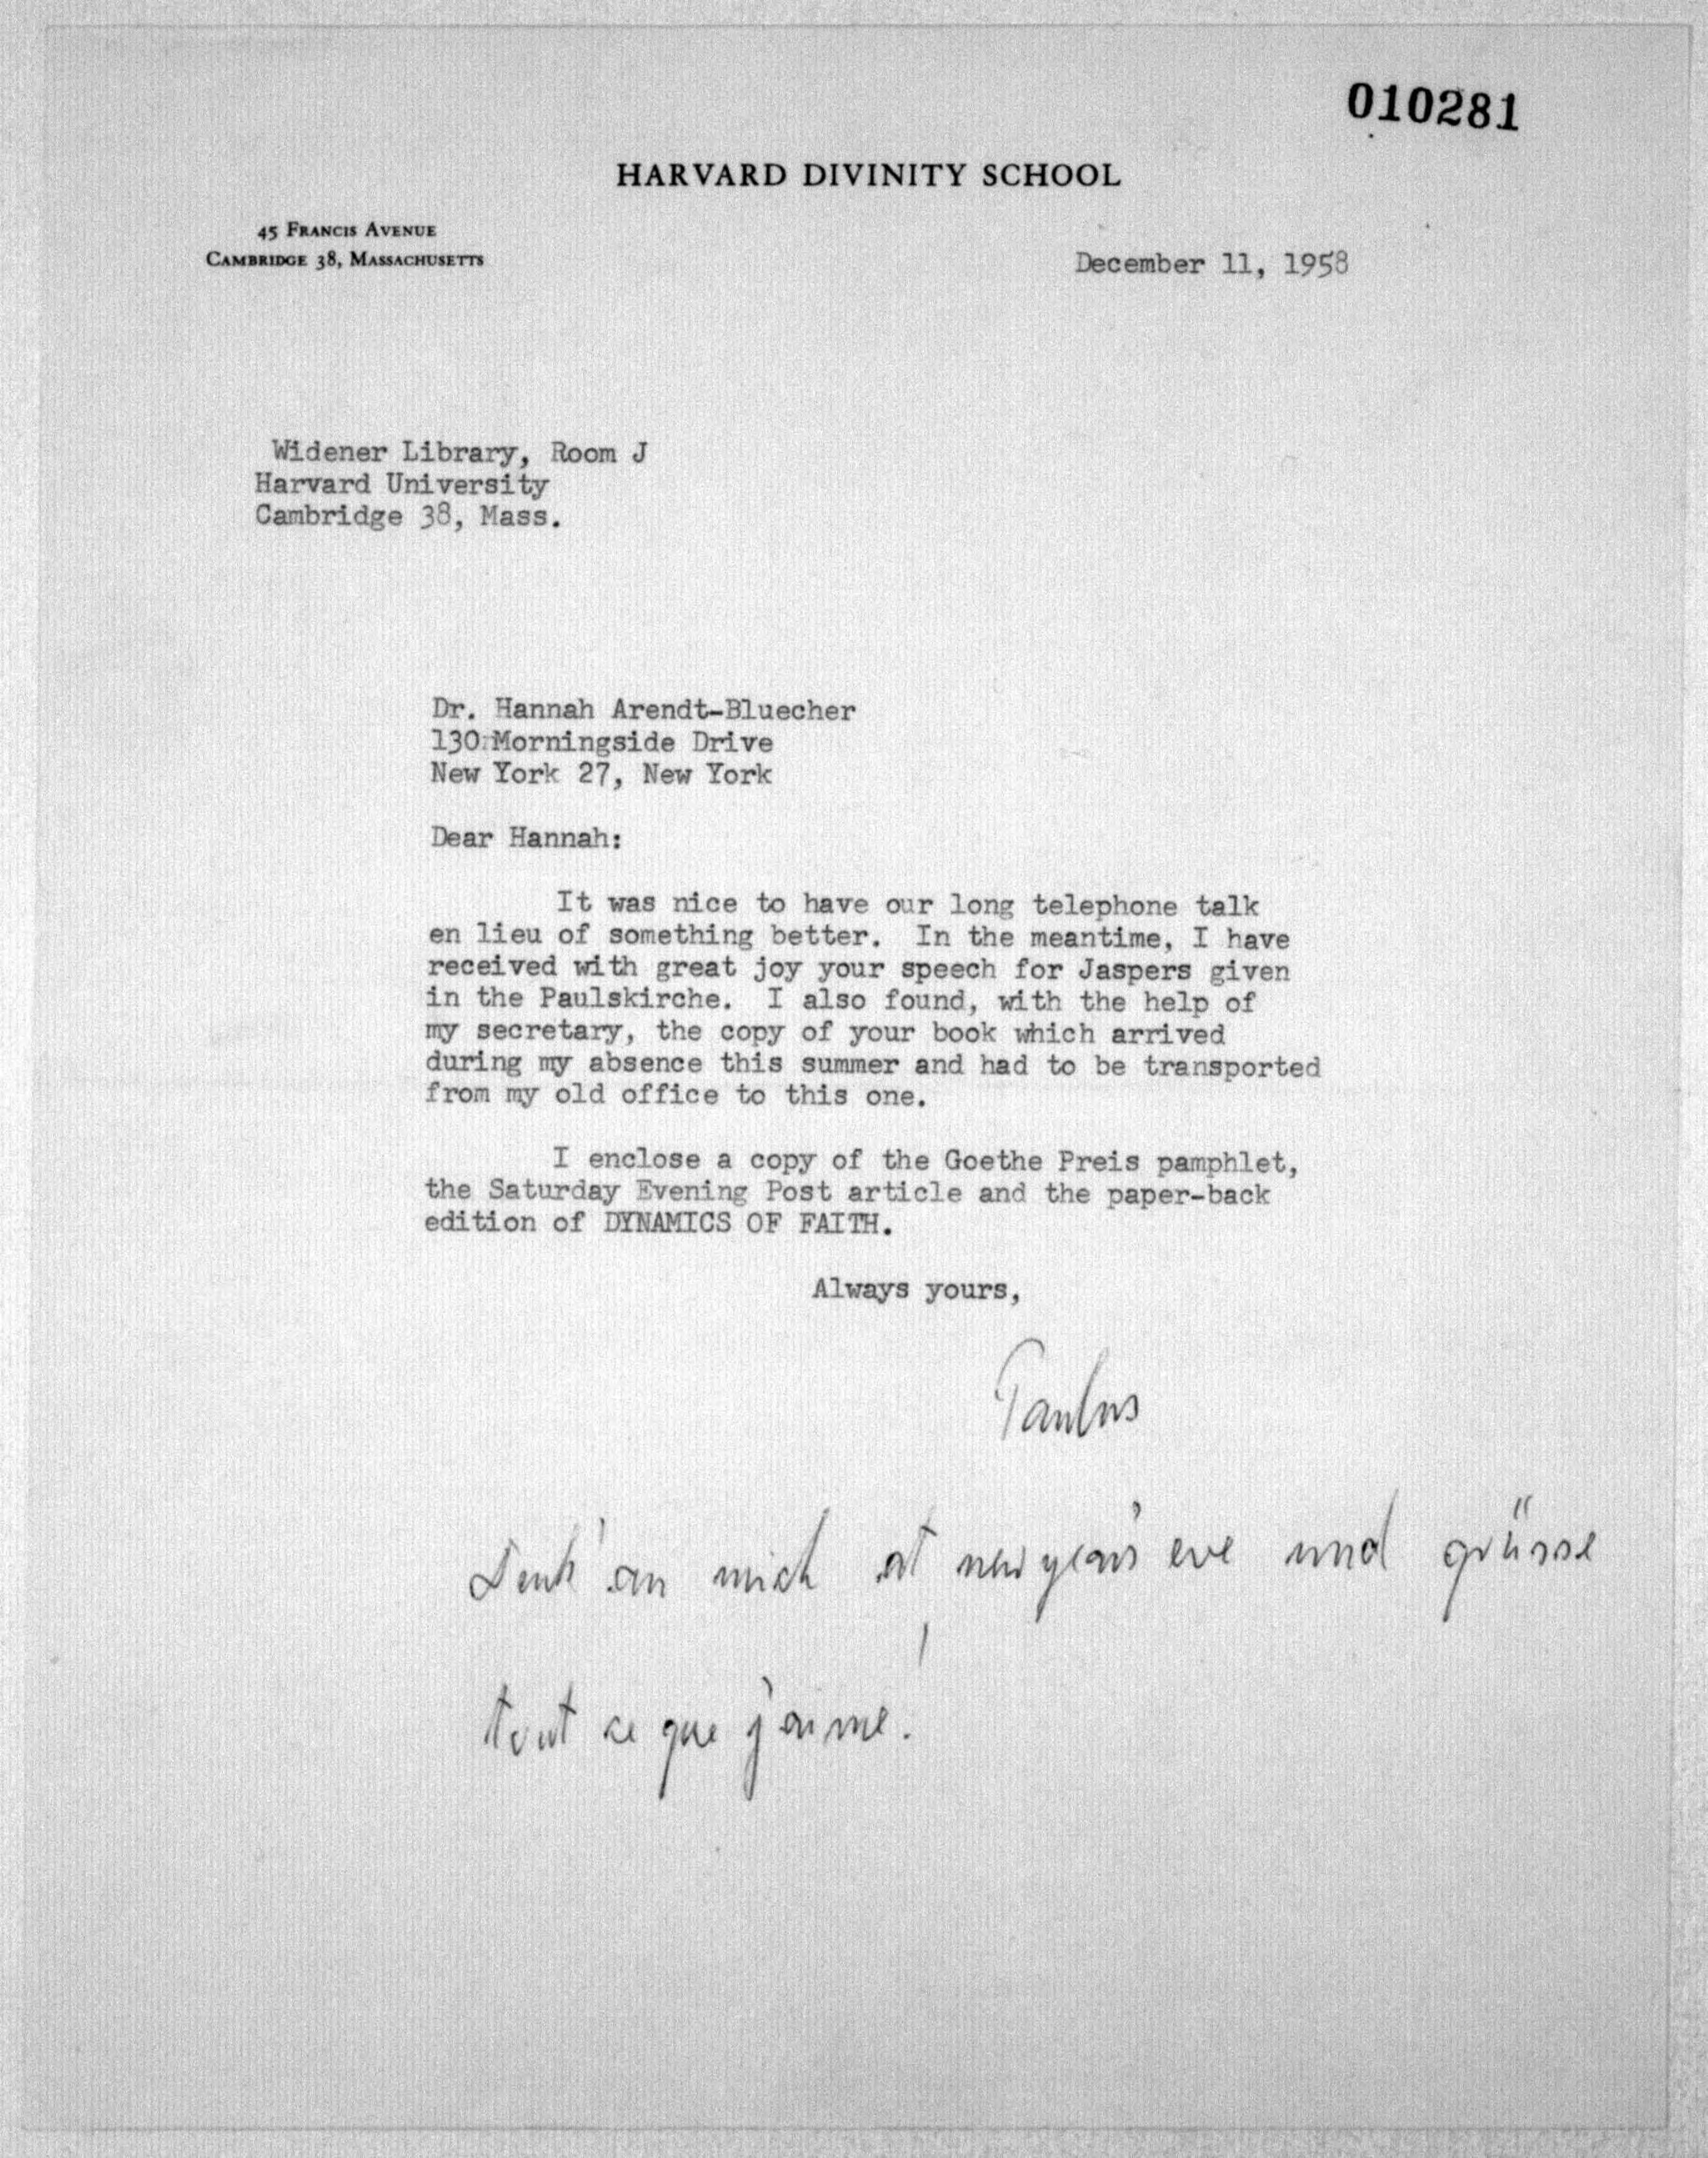 010281
HARVARD DIVINITY SCHOOL
45 FRANCIS AVENUE
CAMBRIDGE 38, MASSACHUSETTS
December 11, 1958
Widener Library, Room J
Harvard University
Cambridge 38, Mass.
Dr. Hannah Arendt-Bluecher
130 Morningside Drive
New York 27, New York
Dear Hannah:
It was nice to have our long telephone talk
en lieu of something better. In the meantime, I have
received with great joy your speech for Jaspers given
in the Paulskirche. I also found, with the help of
my secretary, the copy of your book which arrived
during my absence this summer and had to be transported
from my old office to this one.
I enclose a copy of the Goethe Preis pamphlet,
the Saturday Evening Post article and the paper-back
edition of DYNAMICS OF FAITH.
Always yours,
Paulus
Denk' an mich at newyear's eve und grüsse
tout ce que j'aime!